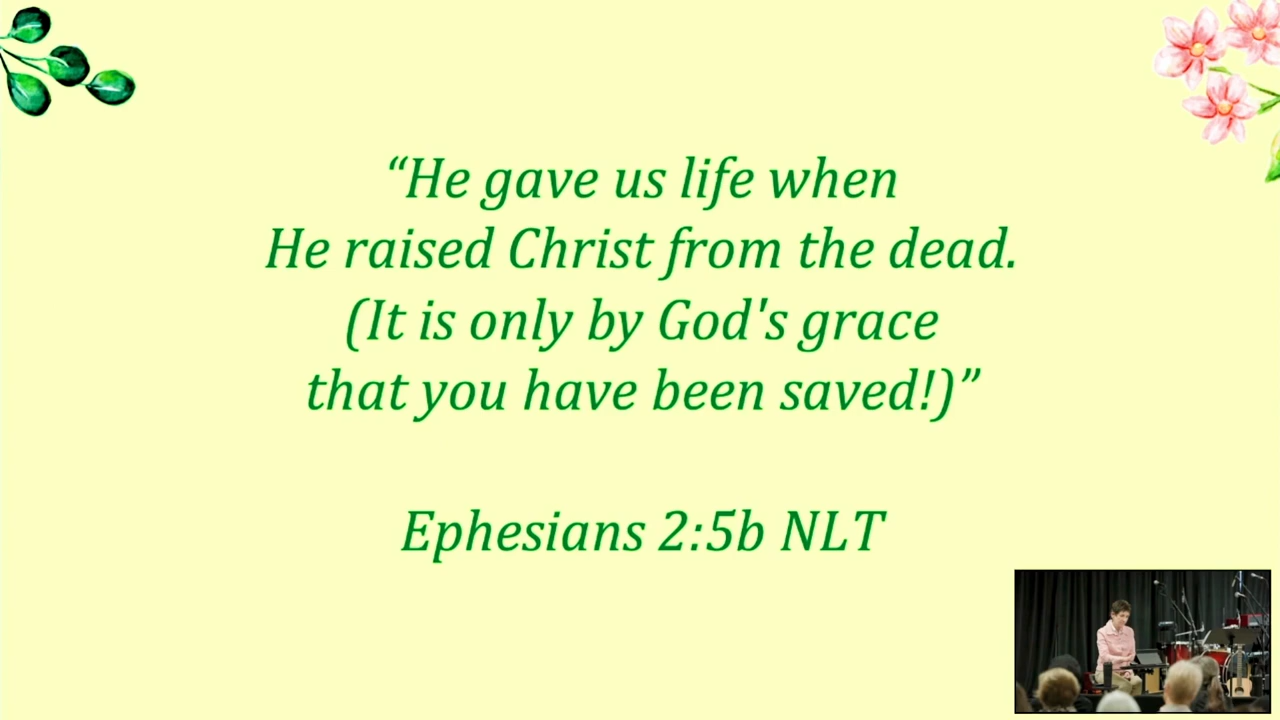 “He gave us life when
He raised Christ from the dead.
(It is only by God's grace
that you have been saved!)”
Ephesians 2:5b NLT